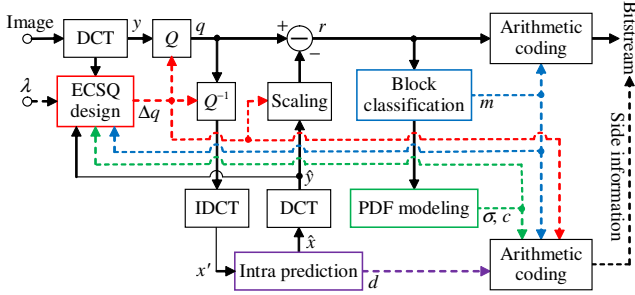 Image
DCT
y
Q
q
+
−
r
Arithmetic
coding
Bitstream
λ
ECSQ
design
Δq
Q⁻¹
Scaling
Block
classification
m
Side information
ŷ
IDCT
DCT
PDF modeling
σ, c
x̂
x′
Intra prediction
d
Arithmetic
coding